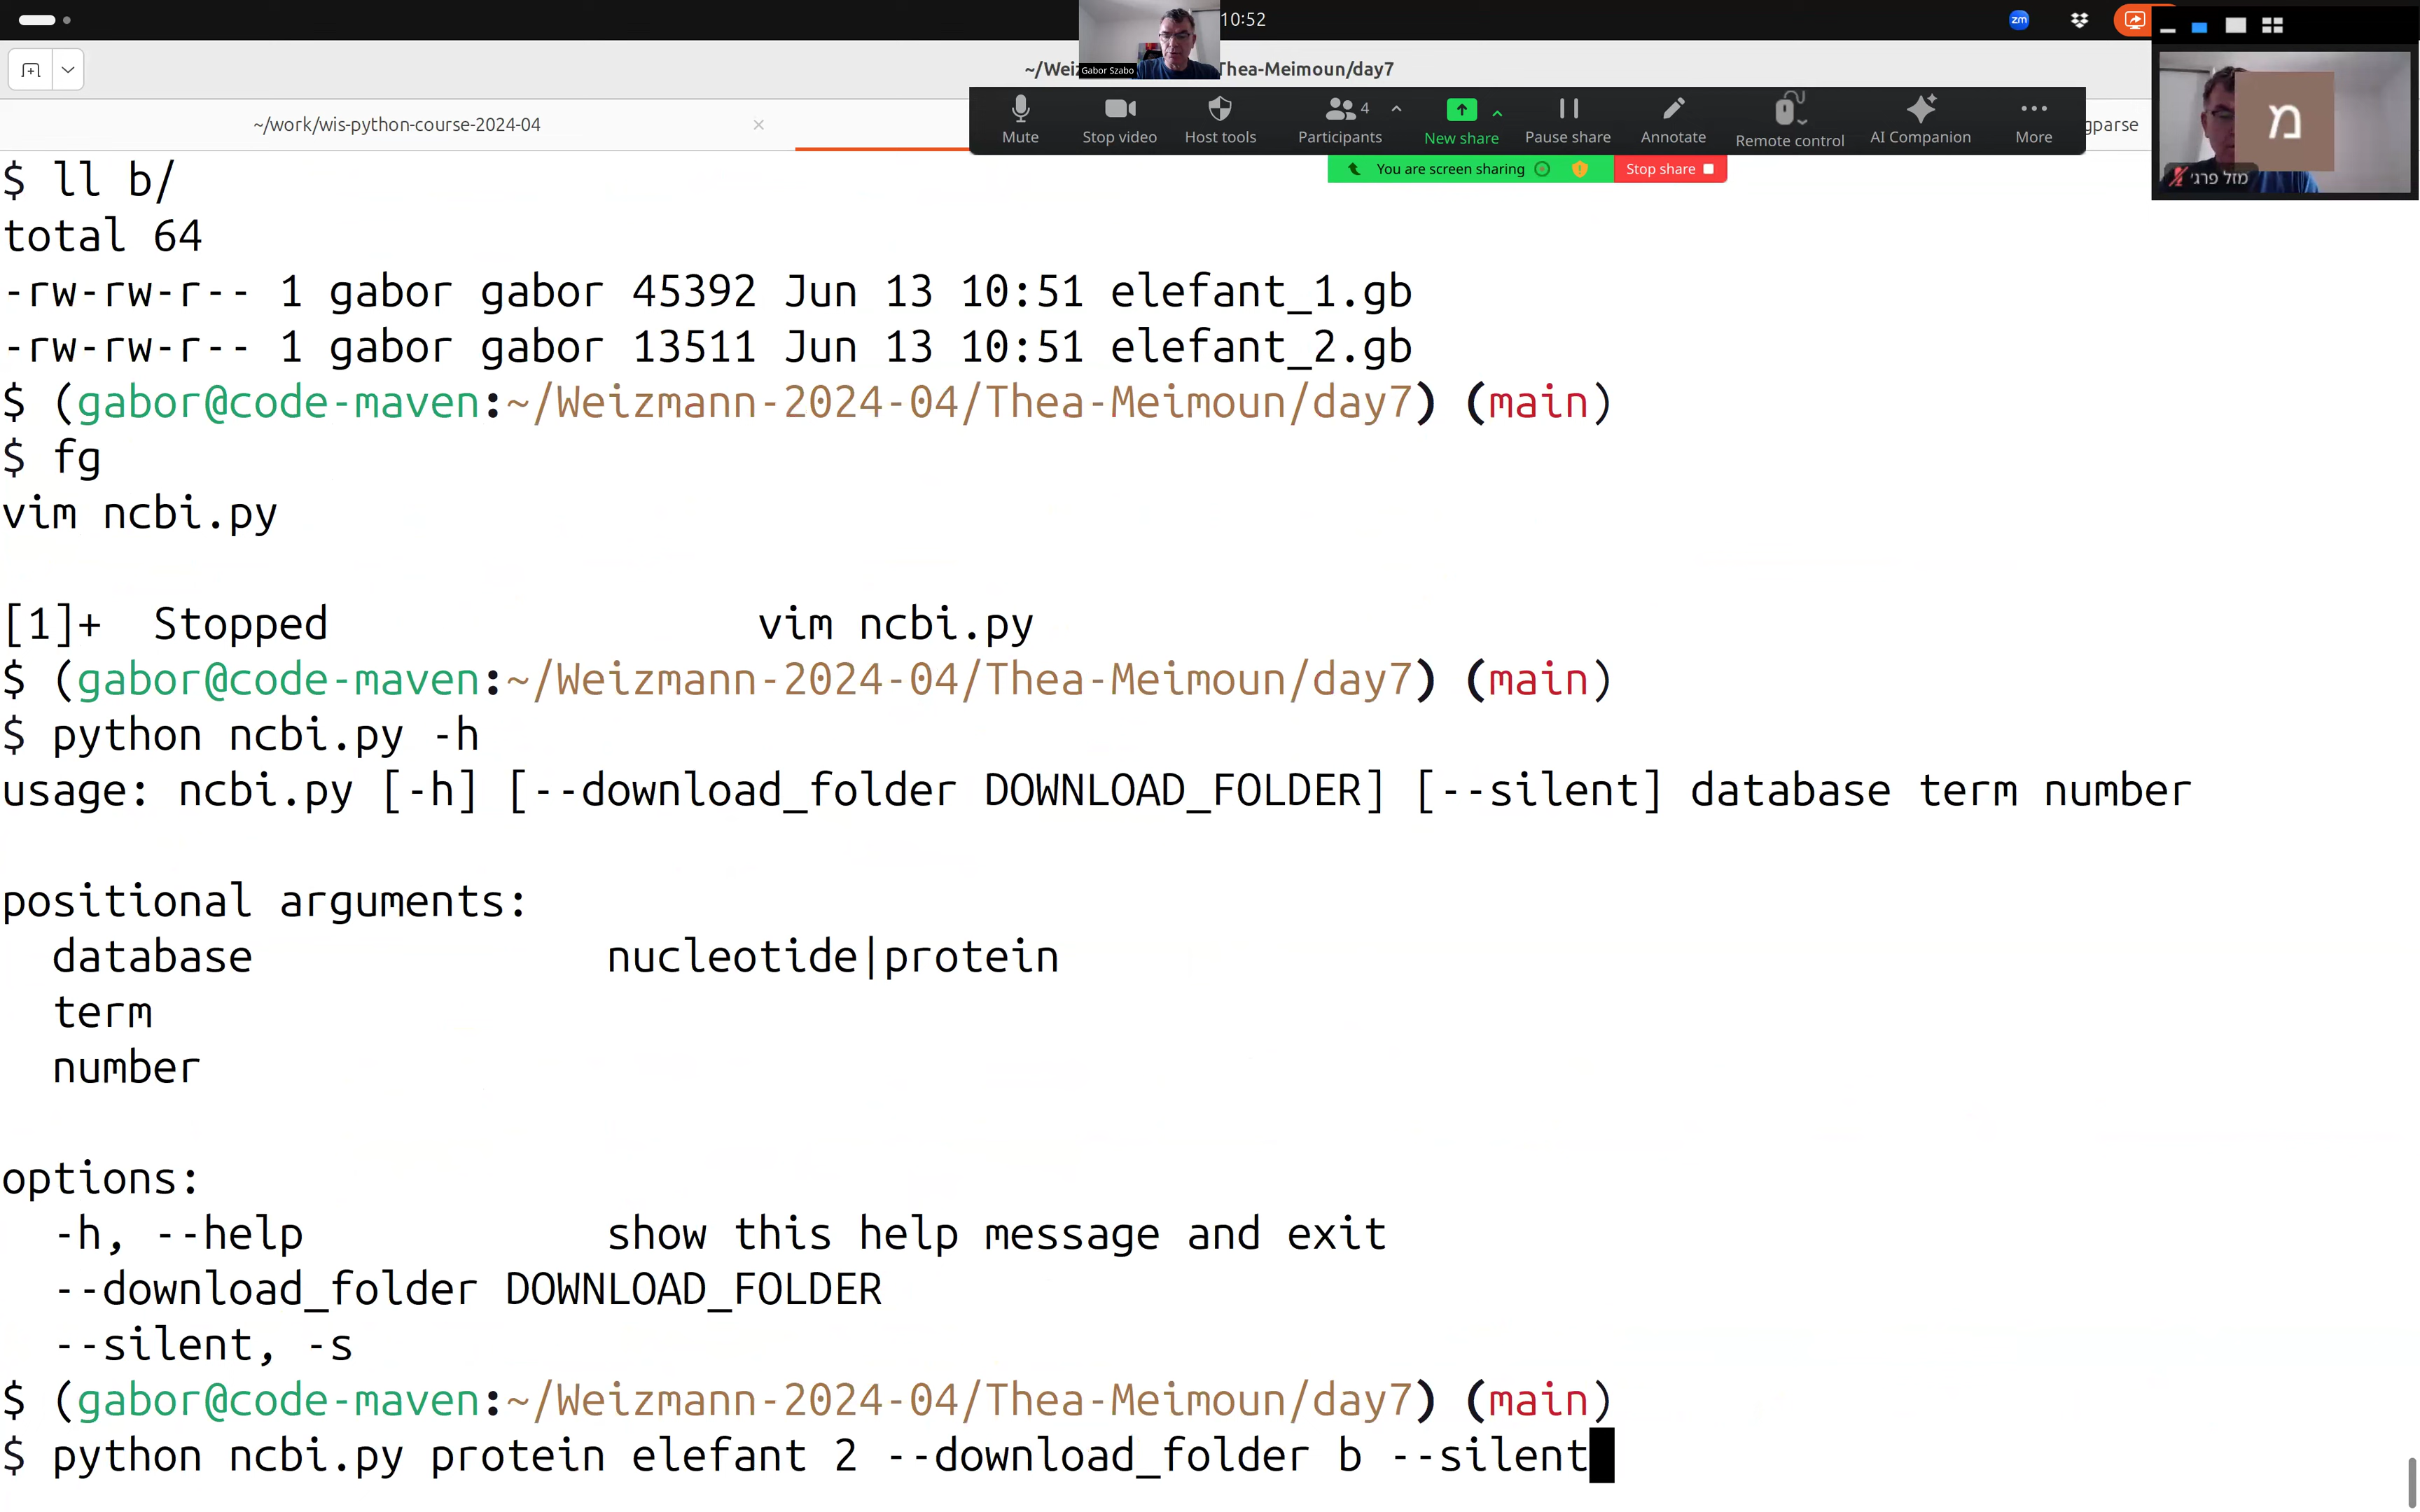 10:52
zm
~/Wei
Thea-Meimoun/day7
Gabor Szabo
~/work/wis-python-course-2024-04
gparse
Mute
Stop video
Host tools
Participants
4
New share
Pause share
Annotate
Remote control
AI Companion
More
You are screen sharing
Stop share
מ
מזל פרג׳
$ ll b/
total 64
-rw-rw-r-- 1 gabor gabor 45392 Jun 13 10:51 elefant_1.gb
-rw-rw-r-- 1 gabor gabor 13511 Jun 13 10:51 elefant_2.gb
$ (gabor@code-maven:~/Weizmann-2024-04/Thea-Meimoun/day7) (main)
$ fg
vim ncbi.py
[1]+  Stopped                 vim ncbi.py
$ (gabor@code-maven:~/Weizmann-2024-04/Thea-Meimoun/day7) (main)
$ python ncbi.py -h
usage: ncbi.py [-h] [--download_folder DOWNLOAD_FOLDER] [--silent] database term number
positional arguments:
  database              nucleotide|protein
  term
  number
options:
  -h, --help            show this help message and exit
  --download_folder DOWNLOAD_FOLDER
  --silent, -s
$ (gabor@code-maven:~/Weizmann-2024-04/Thea-Meimoun/day7) (main)
$ python ncbi.py protein elefant 2 --download_folder b --silent